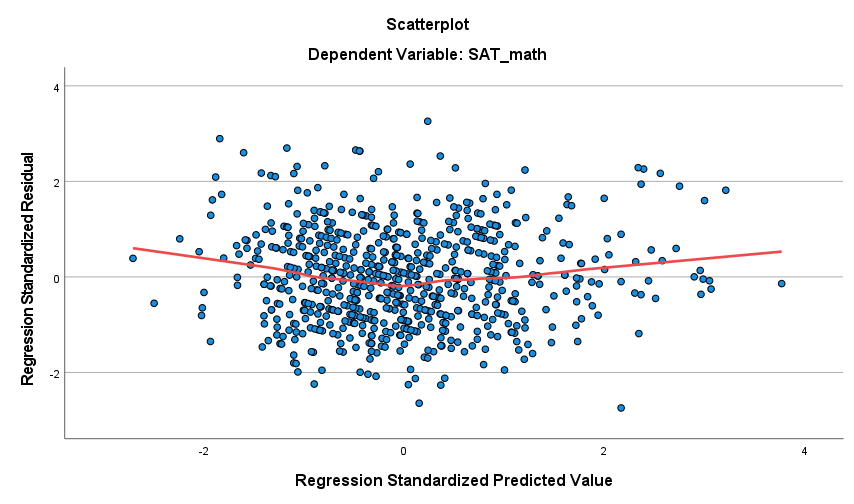 Scatterplot
Dependent Variable: SAT_math
Regression Standardized Residual
4
2
0
-2
-2
0
2
4
Regression Standardized Predicted Value